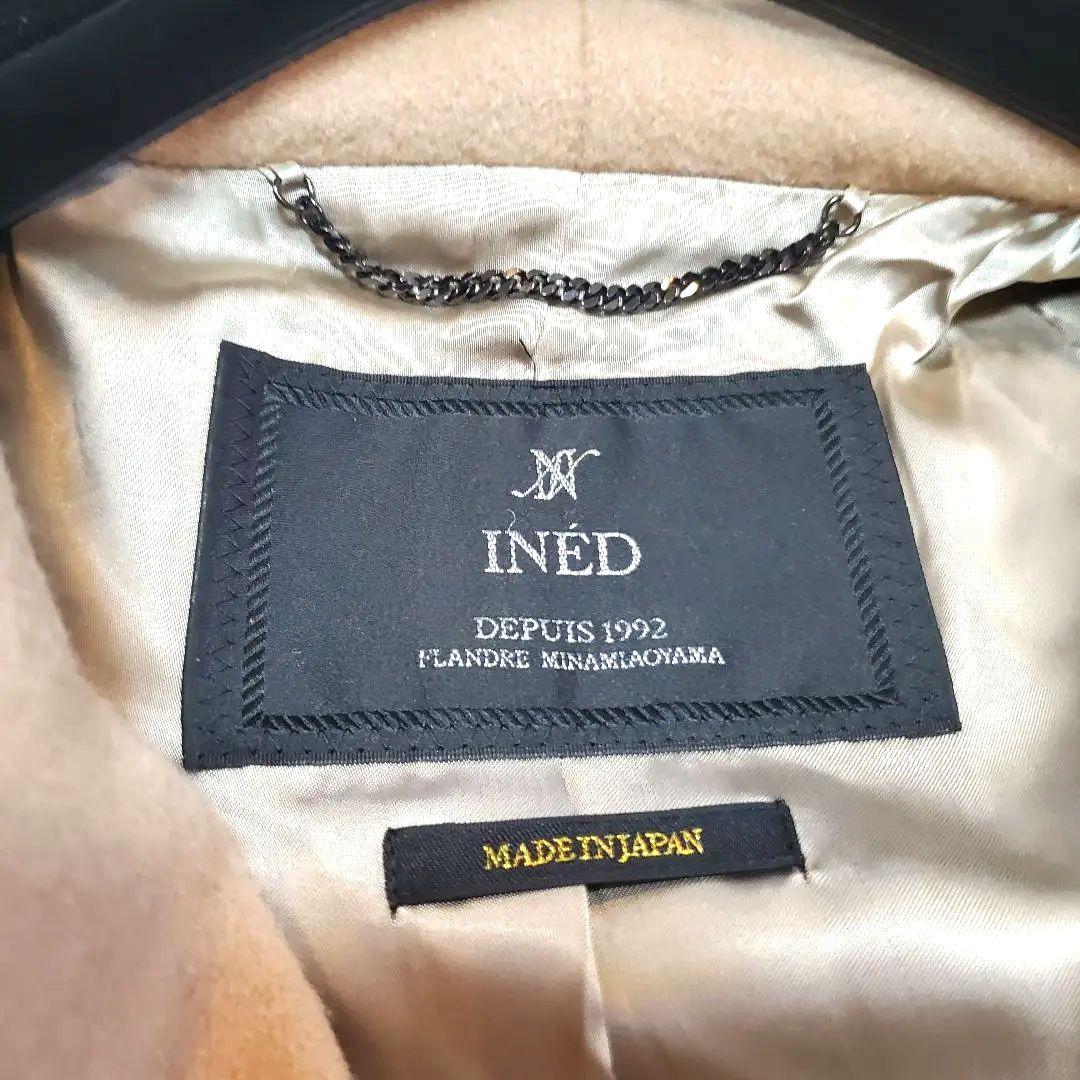 INÉD
DEPUIS 1992
FLANDRE MINAMIAOYAMA
MADE IN JAPAN